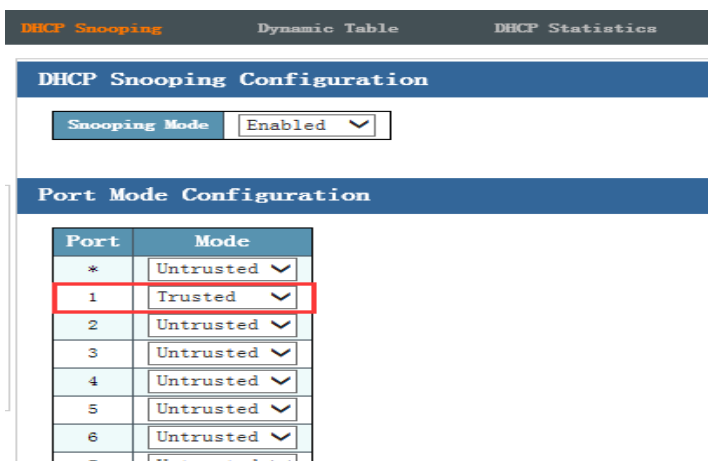 DHCP Snooping Dynamic Table DHCP Statistics
DHCP Snooping Configuration
Snooping Mode Enabled
Port Mode Configuration
Port Mode
* Untrusted
1 Trusted
2 Untrusted
3 Untrusted
4 Untrusted
5 Untrusted
6 Untrusted